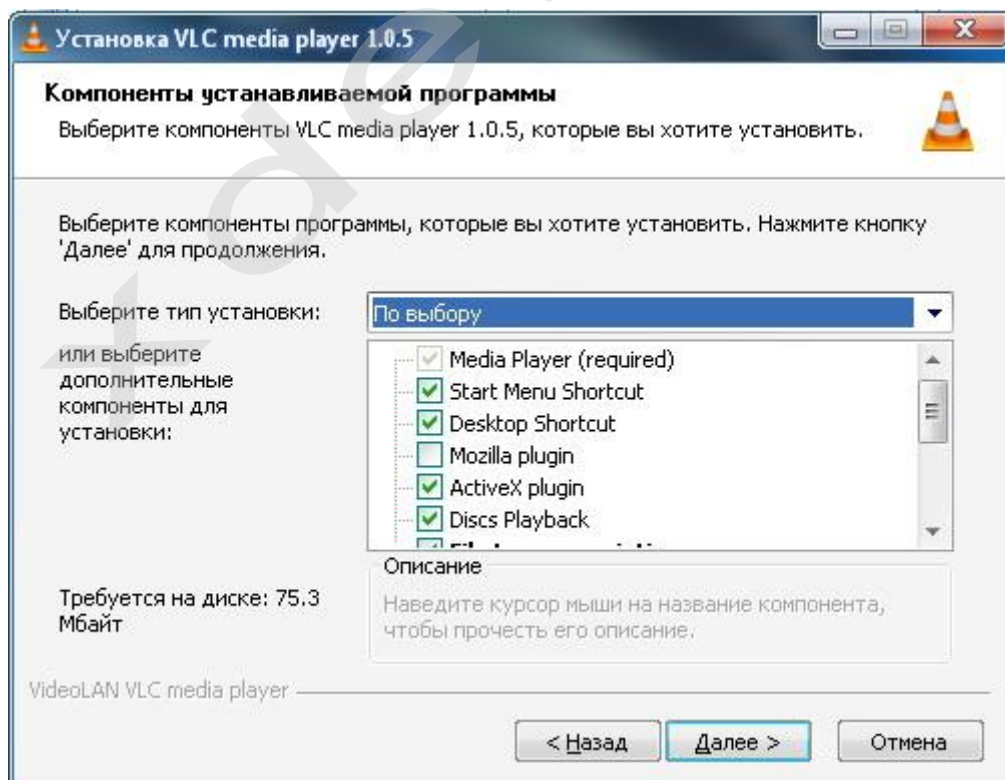 Установка VLC media player 1.0.5
Компоненты устанавливаемой программы
Выберите компоненты VLC media player 1.0.5, которые вы хотите установить.
Выберите компоненты программы, которые вы хотите установить. Нажмите кнопку
'Далее' для продолжения.
Выберите тип установки:
По выбору
или выберите
дополнительные
компоненты для
установки:
Media Player (required)
Start Menu Shortcut
Desktop Shortcut
Mozilla plugin
ActiveX plugin
Discs Playback
Описание
Наведите курсор мыши на название компонента,
чтобы прочесть его описание.
Требуется на диске: 75.3
Мбайт
VideoLAN VLC media player
< Назад
Далее >
Отмена